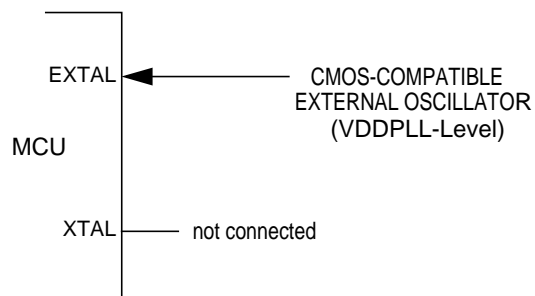 EXTAL
CMOS-COMPATIBLE
EXTERNAL OSCILLATOR
(VDDPLL-Level)
MCU
XTAL
not connected